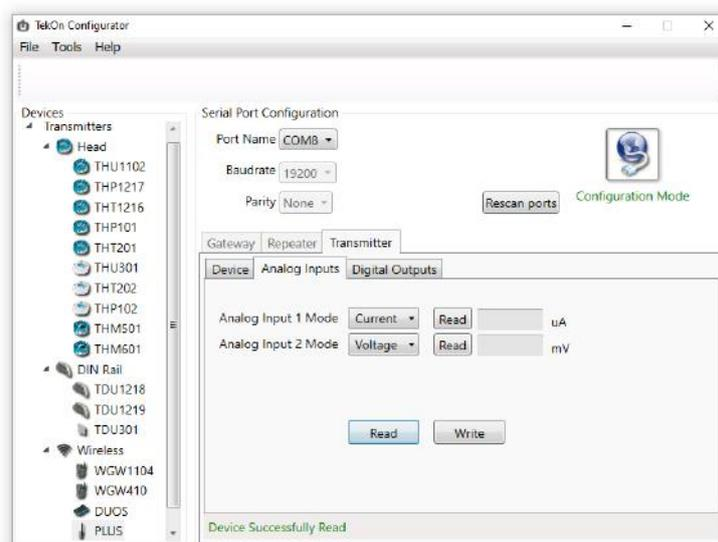 TekOn Configurator
File Tools Help
Devices
Transmitters
Head
THU1102
THP1217
THT1216
THP101
THT201
THU301
THT202
THP102
THM501
THM601
DIN Rail
TDU1218
TDU1219
TDU301
Wireless
WGW1104
WGW410
DUOS
PLUS
Serial Port Configuration
Port Name COM8
Baudrate 19200
Parity None
Rescan ports
Configuration Mode
Gateway Repeater Transmitter
Device Analog Inputs Digital Outputs
Analog Input 1 Mode Current Read uA
Analog Input 2 Mode Voltage Read mV
Read Write
Device Successfully Read